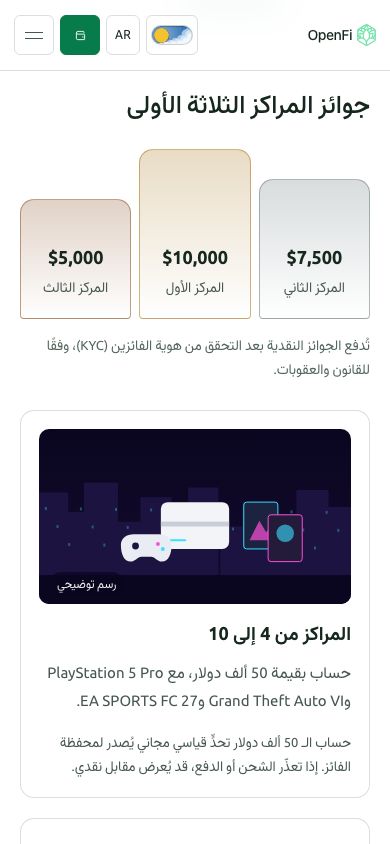 OpenFi
AR
جوائز المراكز الثلاثة الأولى
$7,500
المركز الثاني
$10,000
المركز الأول
$5,000
المركز الثالث
تُدفع الجوائز النقدية بعد التحقق من هوية الفائزين (KYC)، وفقًا
للقانون والعقوبات.
رسم توضيحي
المراكز من 4 إلى 10
حساب بقيمة 50 ألف دولار، مع PlayStation 5 Pro
وGrand Theft Auto VI و EA SPORTS FC 27.
حساب الـ 50 ألف دولار تحدٍّ قياسي مجاني يُصدر لمحفظة
الفائز. إذا تعذّر الشحن أو الدفع، قد يُعرض مقابل نقدي.